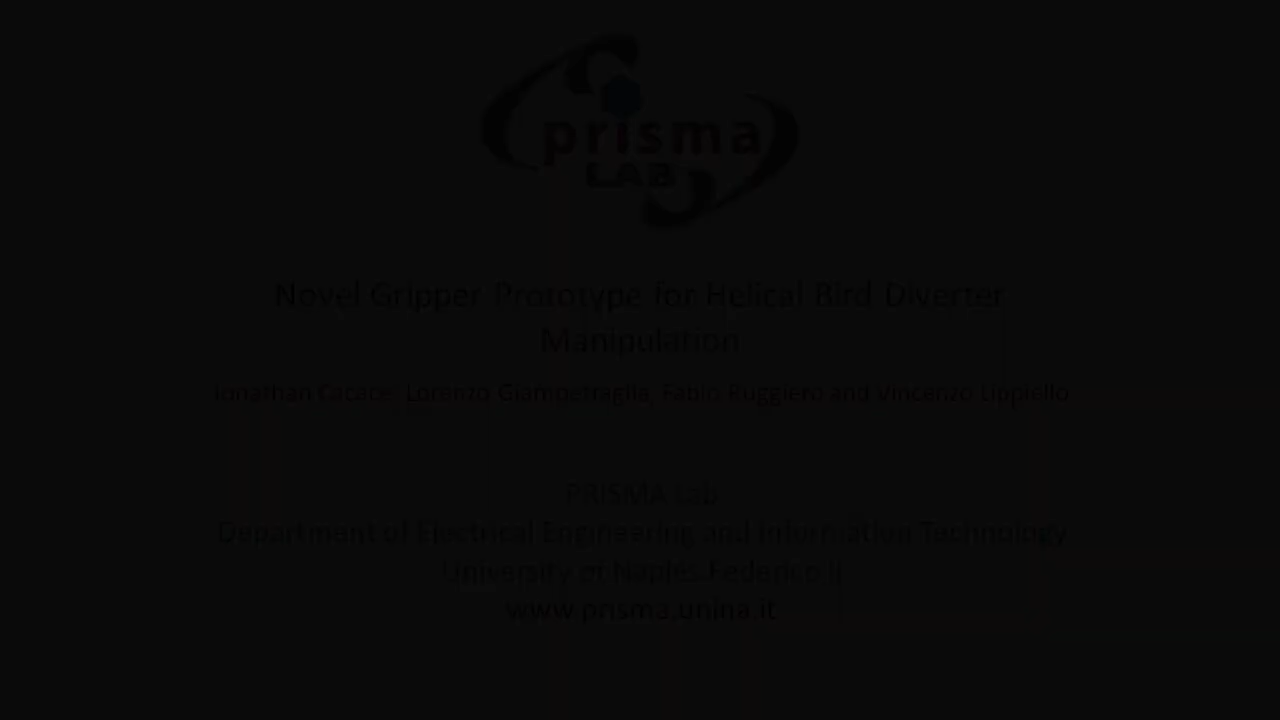 prisma
LAB
Novel Gripper Prototype for Helical Bird Diverter
Manipulation
Jonathan Cacace, Lorenzo Giampetraglia, Fabio Ruggiero and Vincenzo Lippiello
PRISMA Lab
Department of Electrical Engineering and Information Technology
University of Naples Federico II
www.prisma.unina.it